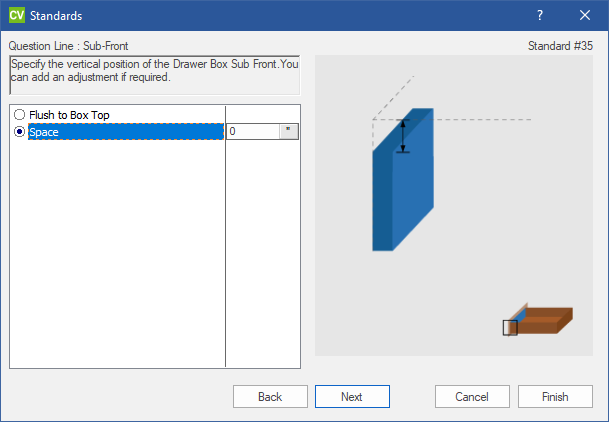 CV Standards ?
Question Line : Sub-Front Standard #35
Specify the vertical position of the Drawer Box Sub Front.You
can add an adjustment if required.
Flush to Box Top
Space 0 "
Back Next Cancel Finish